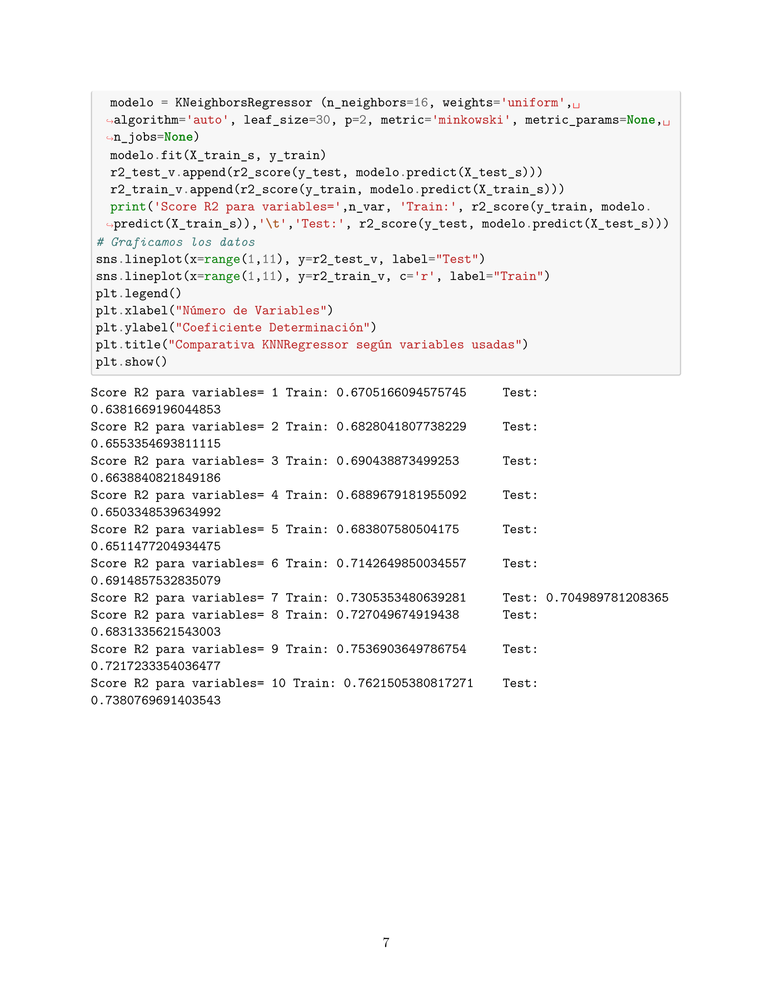 modelo = KNeighborsRegressor (n_neighbors=16, weights='uniform',␣
↪algorithm='auto', leaf_size=30, p=2, metric='minkowski', metric_params=None,␣
↪n_jobs=None)
modelo.fit(X_train_s, y_train)
r2_test_v.append(r2_score(y_test, modelo.predict(X_test_s)))
r2_train_v.append(r2_score(y_train, modelo.predict(X_train_s)))
print('Score R2 para variables=',n_var, 'Train:', r2_score(y_train, modelo.
↪predict(X_train_s)),'\t','Test:', r2_score(y_test, modelo.predict(X_test_s)))
# Graficamos los datos
sns.lineplot(x=range(1,11), y=r2_test_v, label="Test")
sns.lineplot(x=range(1,11), y=r2_train_v, c='r', label="Train")
plt.legend()
plt.xlabel("Número de Variables")
plt.ylabel("Coeficiente Determinación")
plt.title("Comparativa KNNRegressor según variables usadas")
plt.show()
Score R2 para variables= 1 Train: 0.6705166094575745     Test:
0.6381669196044853
Score R2 para variables= 2 Train: 0.6828041807738229     Test:
0.6553354693811115
Score R2 para variables= 3 Train: 0.690438873499253      Test:
0.6638840821849186
Score R2 para variables= 4 Train: 0.6889679181955092     Test:
0.6503348539634992
Score R2 para variables= 5 Train: 0.683807580504175      Test:
0.6511477204934475
Score R2 para variables= 6 Train: 0.7142649850034557     Test:
0.6914857532835079
Score R2 para variables= 7 Train: 0.7305353480639281     Test: 0.704989781208365
Score R2 para variables= 8 Train: 0.727049674919438      Test:
0.6831335621543003
Score R2 para variables= 9 Train: 0.7536903649786754     Test:
0.7217233354036477
Score R2 para variables= 10 Train: 0.7621505380817271    Test:
0.7380769691403543
7